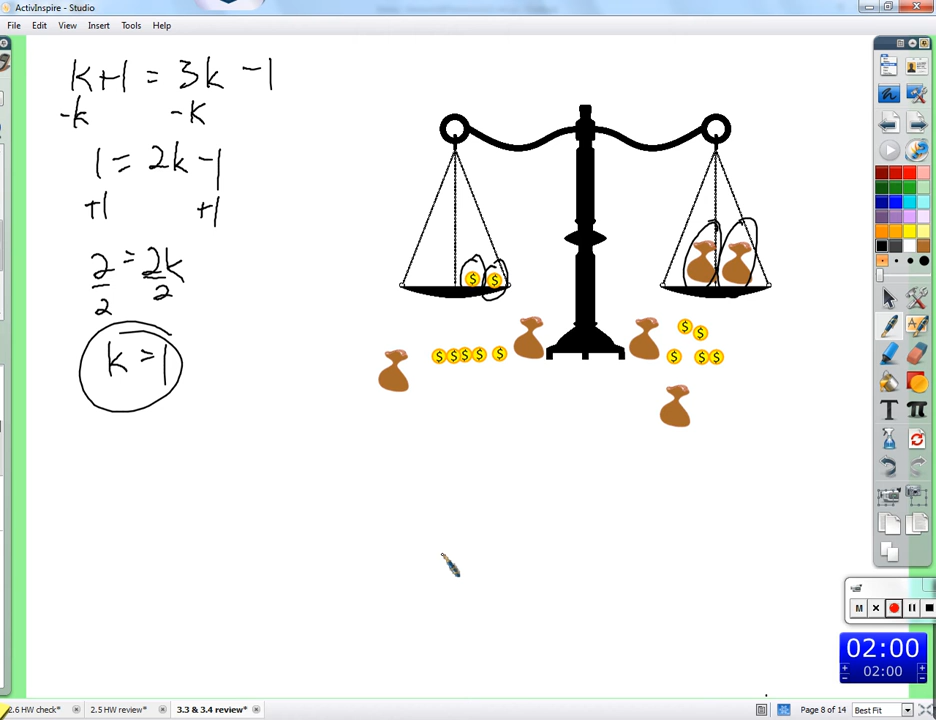 ActivInspire - Studio
File Edit View Insert Tools Help
k+1 = 3k -1
-k -k
1 = 2k -1
+1 +1
2 = 2k
2 2
k = 1
$ $
$ $ $ $ $
$ $
$ $ $
T π
M
02:00
02:00
2.6 HW check* 2.5 HW review* 3.3 & 3.4 review* Page 8 of 14 Best Fit